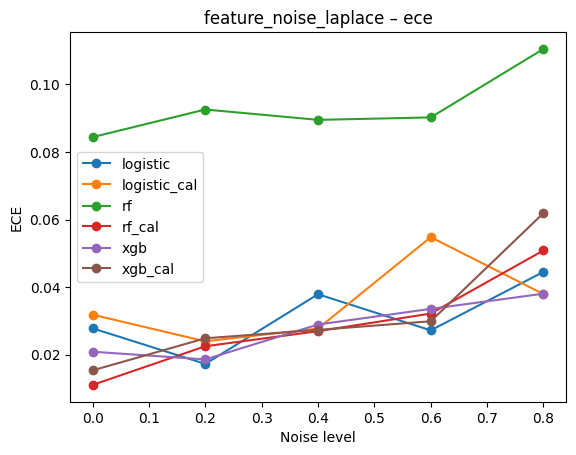 feature_noise_laplace – ece
ECE
0.10
0.08
0.06
0.04
0.02
logistic
logistic_cal
rf
rf_cal
xgb
xgb_cal
0.0 0.1 0.2 0.3 0.4 0.5 0.6 0.7 0.8
Noise level